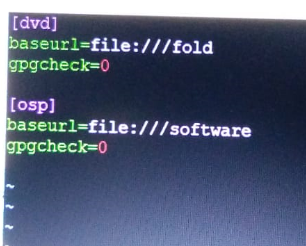 [dvd]
baseurl=file:///fold
gpgcheck=0
[osp]
baseurl=file:///software
gpgcheck=0
~
~
~
~